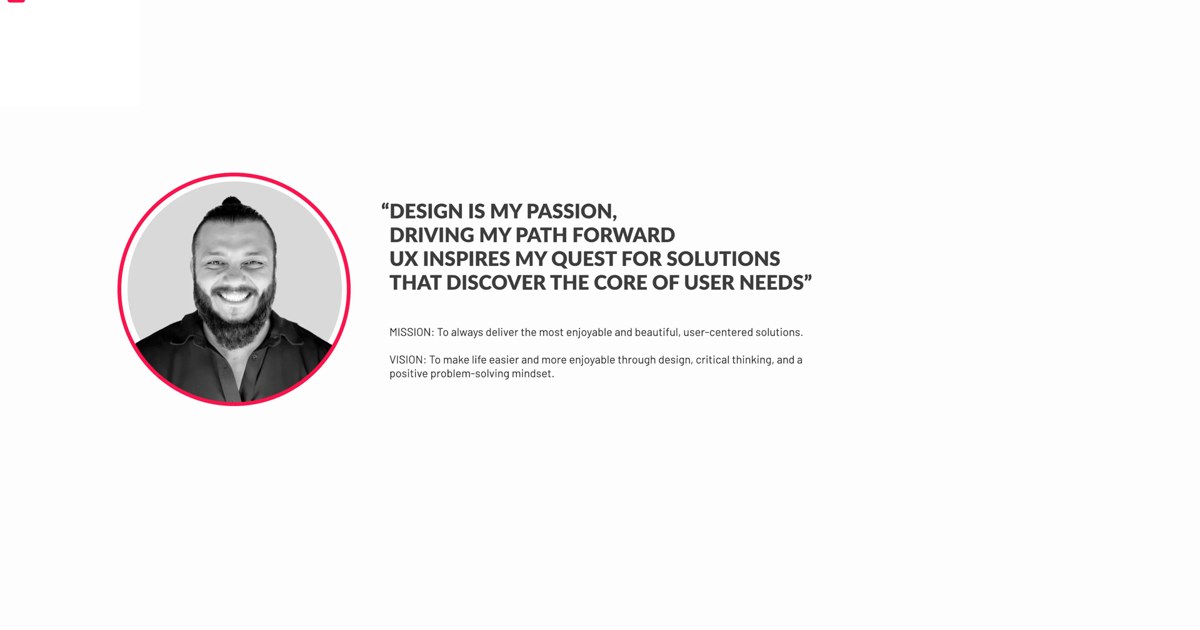 “DESIGN IS MY PASSION,
DRIVING MY PATH FORWARD
UX INSPIRES MY QUEST FOR SOLUTIONS
THAT DISCOVER THE CORE OF USER NEEDS”
MISSION: To always deliver the most enjoyable and beautiful, user-centered solutions.
VISION: To make life easier and more enjoyable through design, critical thinking, and a
positive problem-solving mindset.